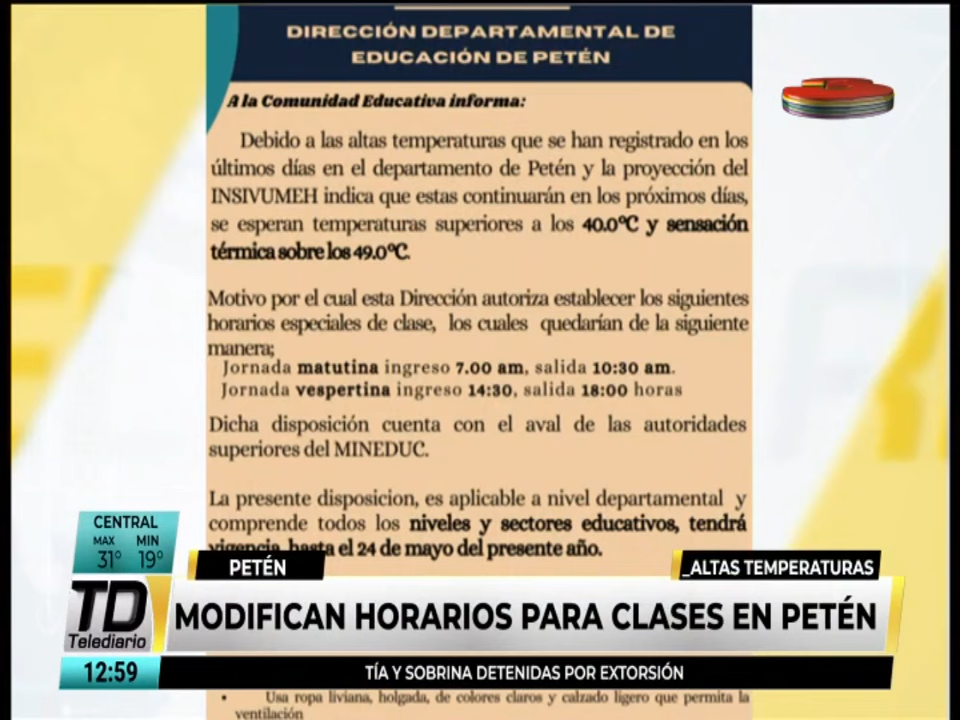 DIRECCIÓN DEPARTAMENTAL DE
EDUCACIÓN DE PETÉN
A la Comunidad Educativa informa:
Debido a las altas temperaturas que se han registrado en los
últimos días en el departamento de Petén y la proyección del
INSIVUMEH indica que estas continuarán en los próximos días,
se esperan temperaturas superiores a los 40.0°C y sensación
térmica sobre los 49.0°C.
Motivo por el cual esta Dirección autoriza establecer los siguientes
horarios especiales de clase, los cuales quedarían de la siguiente
manera;
Jornada matutina ingreso 7.00 am, salida 10:30 am.
Jornada vespertina ingreso 14:30, salida 18:00 horas
Dicha disposición cuenta con el aval de las autoridades
superiores del MINEDUC.
La presente disposicion, es aplicable a nivel departamental y
comprende todos los niveles y sectores educativos, tendrá
vigencia, hasta el 24 de mayo del presente año.
CENTRAL
MAX MIN
31° 19°
PETÉN
_ALTAS TEMPERATURAS
TD
Telediario
MODIFICAN HORARIOS PARA CLASES EN PETÉN
12:59
TÍA Y SOBRINA DETENIDAS POR EXTORSIÓN
• Usa ropa liviana, holgada, de colores claros y calzado ligero que permita la
ventilación